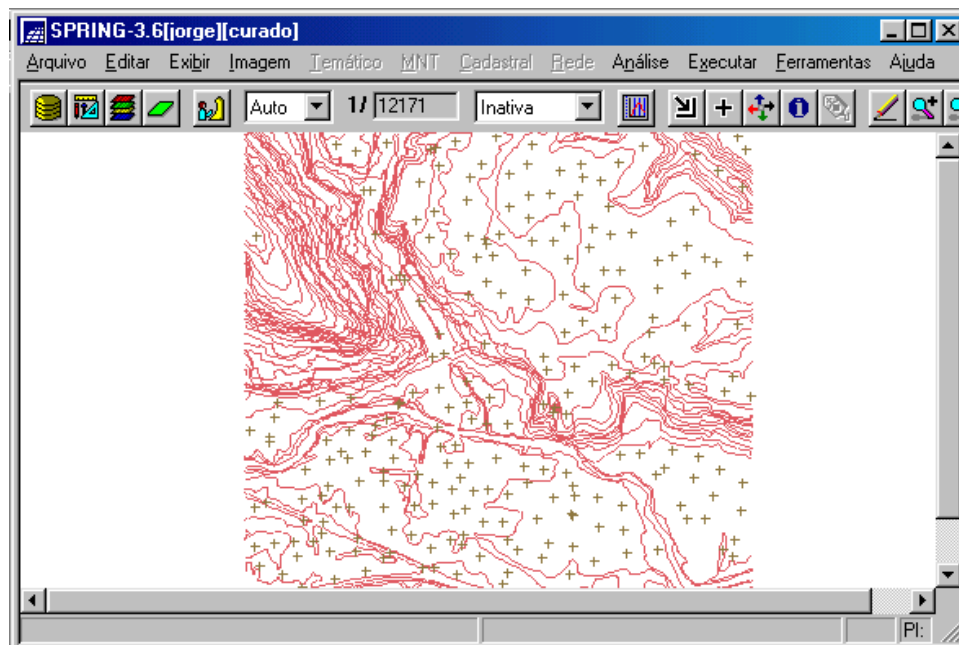 SPRING-3.6[jorge][curado]
Arquivo Editar Exibir Imagem Temático MNT Cadastral Rede Análise Executar Ferramentas Ajuda
Auto 1/ 12171 Inativa
PI: